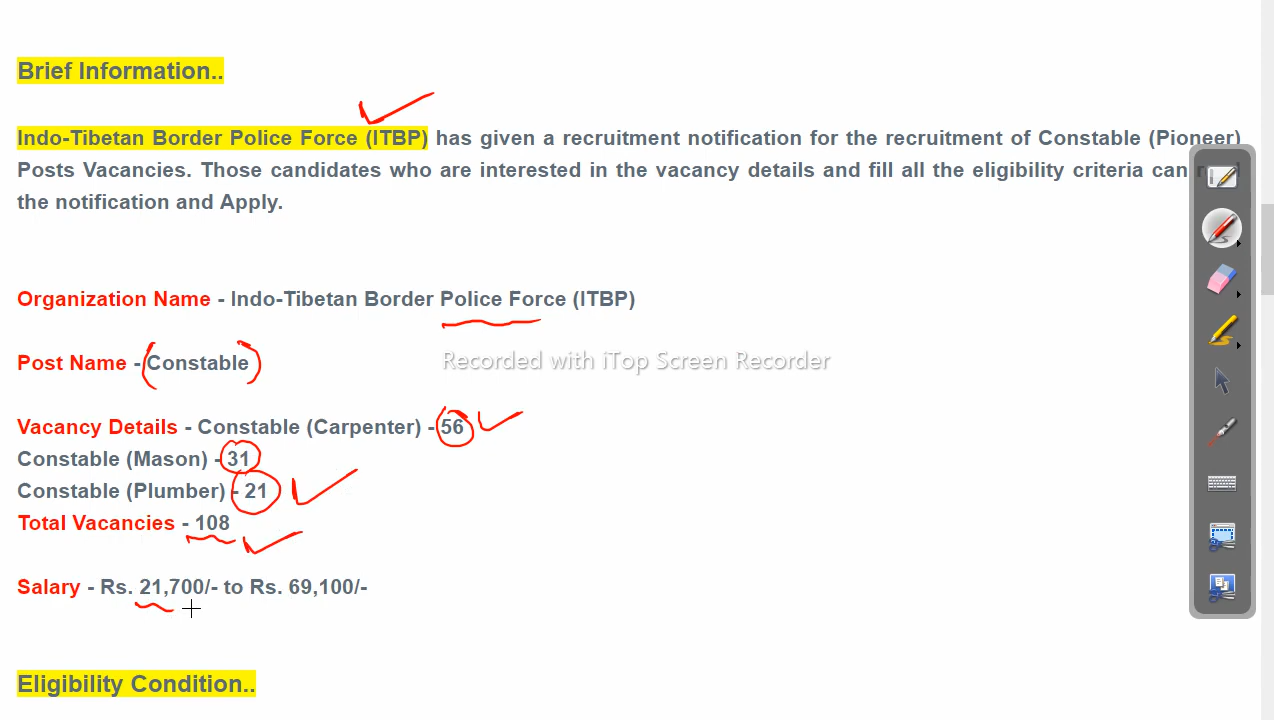 Brief Information..
Indo-Tibetan Border Police Force (ITBP) has given a recruitment notification for the recruitment of Constable (Pioneer)
Posts Vacancies. Those candidates who are interested in the vacancy details and fill all the eligibility criteria can
the notification and Apply.
Organization Name - Indo-Tibetan Border Police Force (ITBP)
Post Name - Constable
Recorded with iTop Screen Recorder
Vacancy Details - Constable (Carpenter) - 56
Constable (Mason) - 31
Constable (Plumber) - 21
Total Vacancies - 108
Salary - Rs. 21,700/- to Rs. 69,100/-
Eligibility Condition..